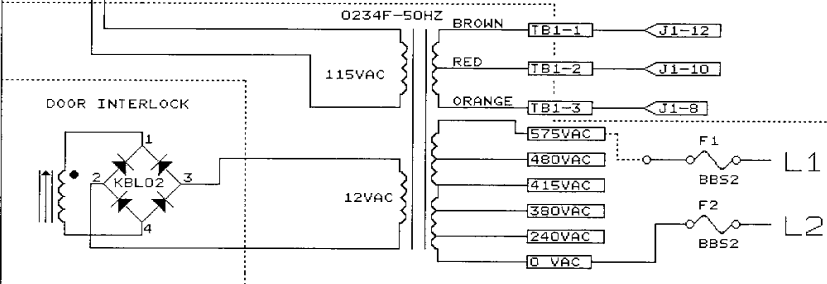 0234F-50HZ
BROWN TB1-1 J1-12
115VAC
RED TB1-2 J1-10
ORANGE TB1-3 J1-8
DOOR INTERLOCK
575VAC
F1
480VAC
L1
BBS2
1
2 KBL02 3
4
415VAC
12VAC
380VAC
F2
L2
240VAC
BBS2
0 VAC